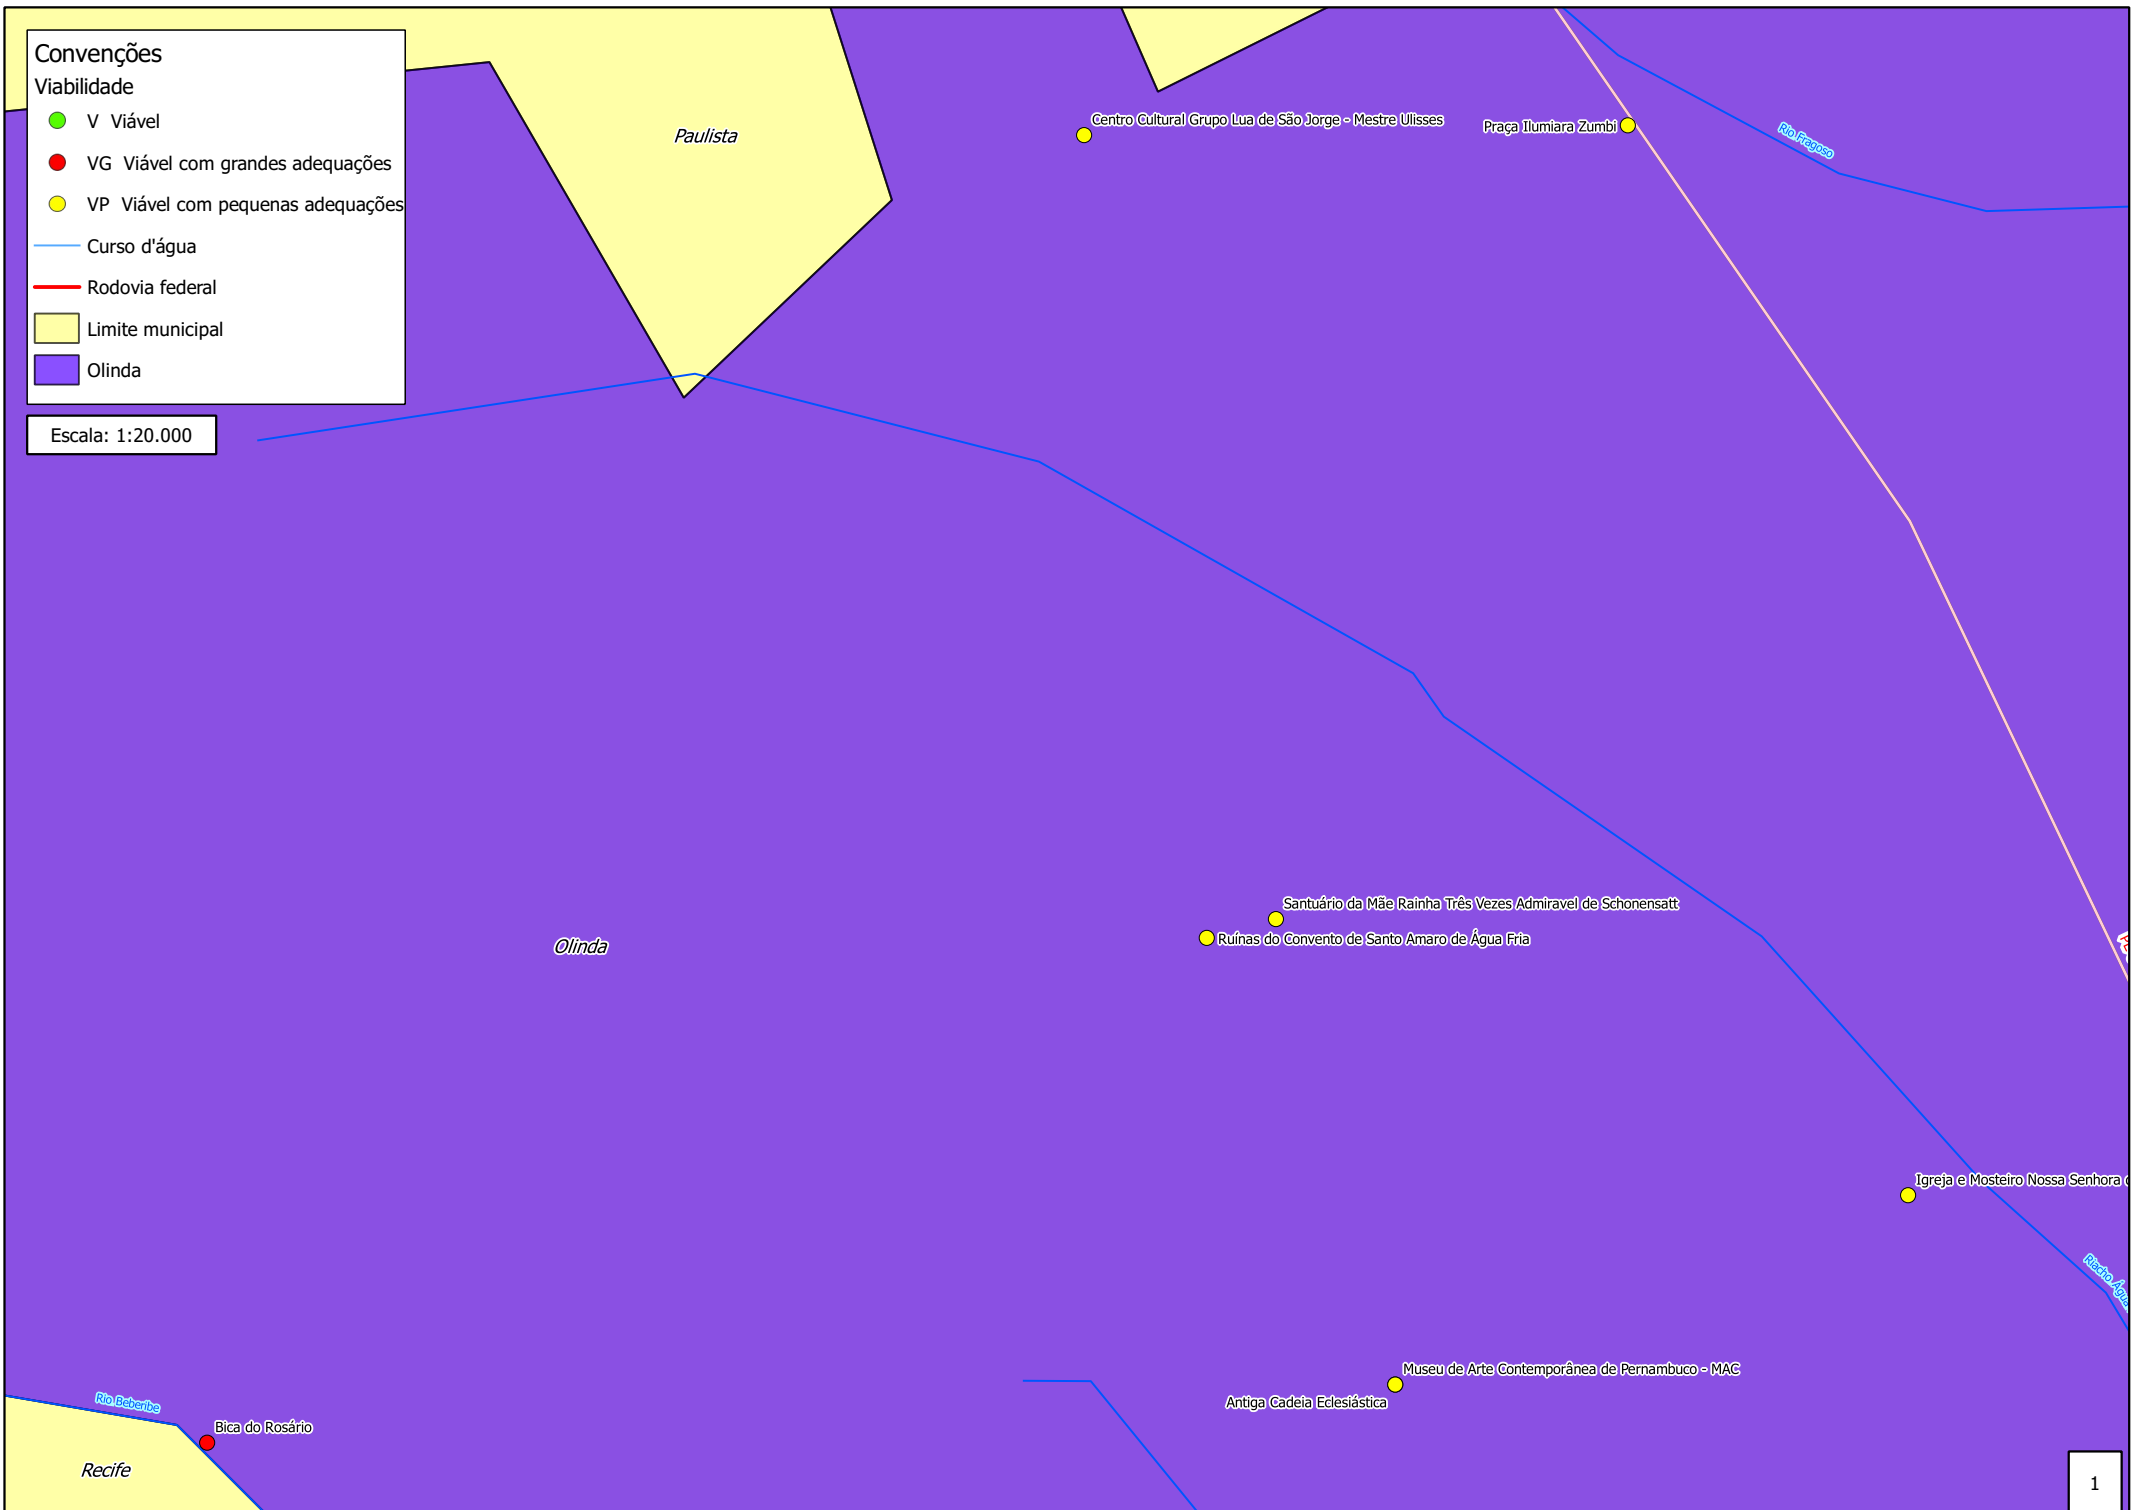 Convenções
Viabilidade
V Viável
VG Viável com grandes adequações
VP Viável com pequenas adequações
Curso d'água
Rodovia federal
Limite municipal
Olinda
Escala: 1:20.000
Paulista
Centro Cultural Grupo Lua de São Jorge - Mestre Ulisses
Praça Ilumiara Zumbi
Rio Fragoso
Santuário da Mãe Rainha Três Vezes Admiravel de Schonensatt
Ruínas do Convento de Santo Amaro de Água Fria
Olinda
Igreja e Mosteiro Nossa Senhora
Riacho Água
Museu de Arte Contemporânea de Pernambuco - MAC
Antiga Cadeia Eclesiástica
Rio Beberibe
Bica do Rosário
Recife
1